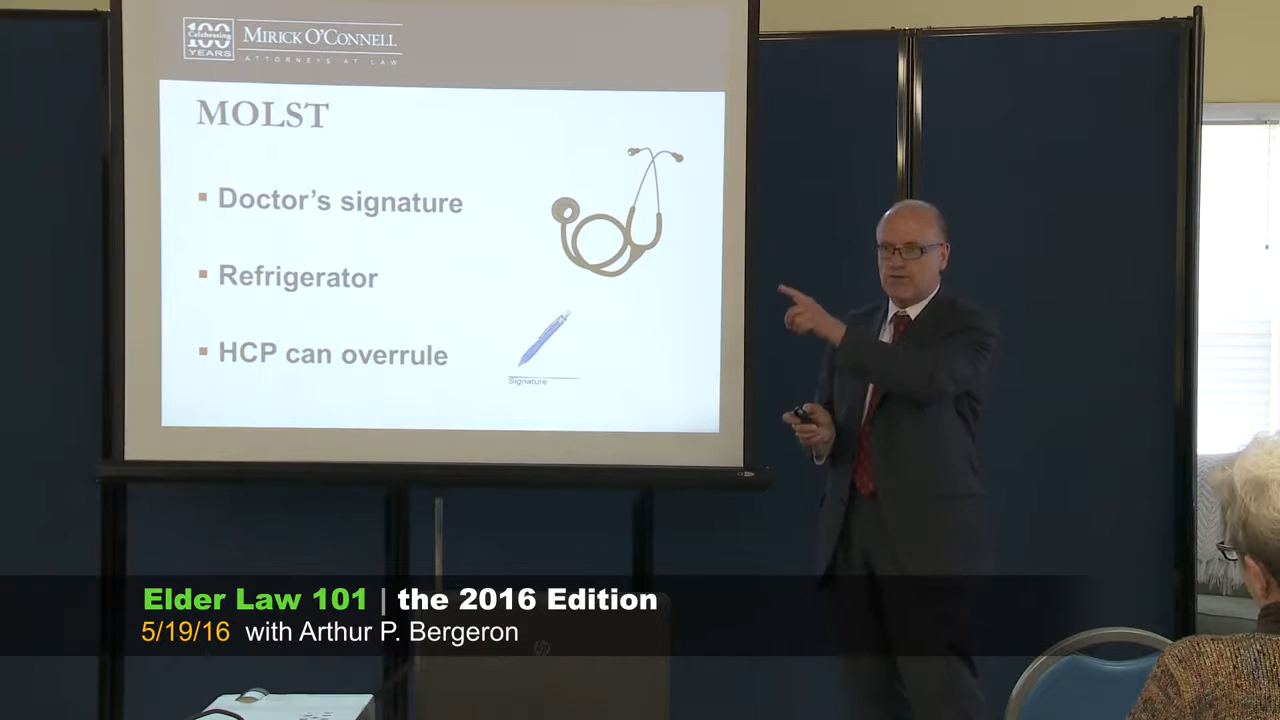 100
Celebrating
YEARS
MIRICK O'CONNELL
ATTORNEYS AT LAW
MOLST
Doctor's signature
Refrigerator
HCP can overrule
Signature
Elder Law 101 | the 2016 Edition
5/19/16 with Arthur P. Bergeron
hp